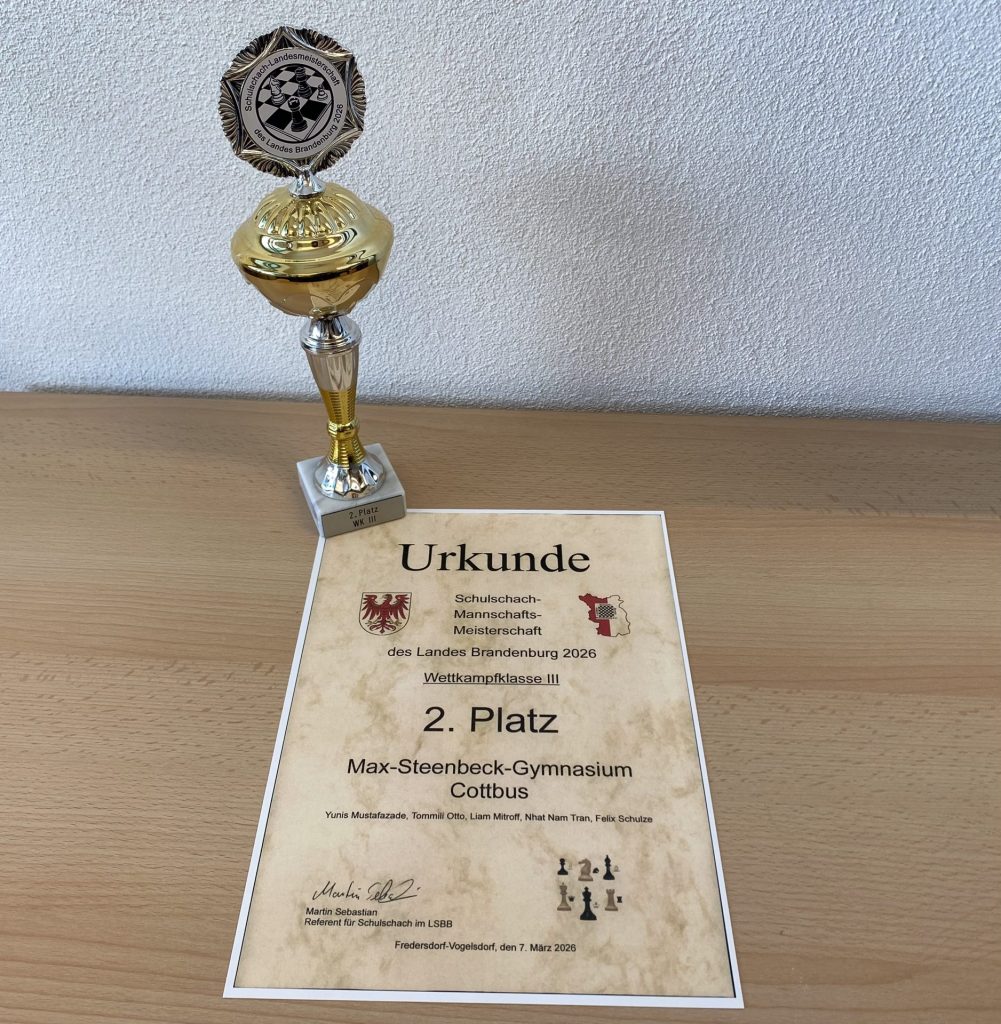 Schulschach-Landesmeisterschaft
des Landes Brandenburg 2026
2. Platz
WK III
Urkunde
Schulschach-
Mannschafts-
Meisterschaft
des Landes Brandenburg 2026
Wettkampfklasse III
2. Platz
Max-Steenbeck-Gymnasium
Cottbus
Yunis Mustafazade, Tommili Otto, Liam Mitroff, Nhat Nam Tran, Felix Schulze
Martin Sebastian
Referent für Schulschach im LSBB
Fredersdorf-Vogelsdorf, den 7. März 2026